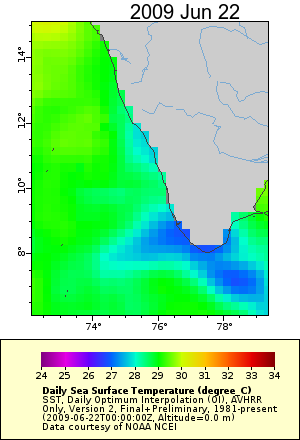 2009 Jun 22
14°
12°
10°
8°
74°
76°
78°
24 25 26 27 28 29 30 31 32 33 34
Daily Sea Surface Temperature (degree_C)
SST, Daily Optimum Interpolation (OI), AVHRR
Only, Version 2, Final+Preliminary, 1981-present
(2009-06-22T00:00:00Z, Altitude=0.0 m)
Data courtesy of NOAA NCEI